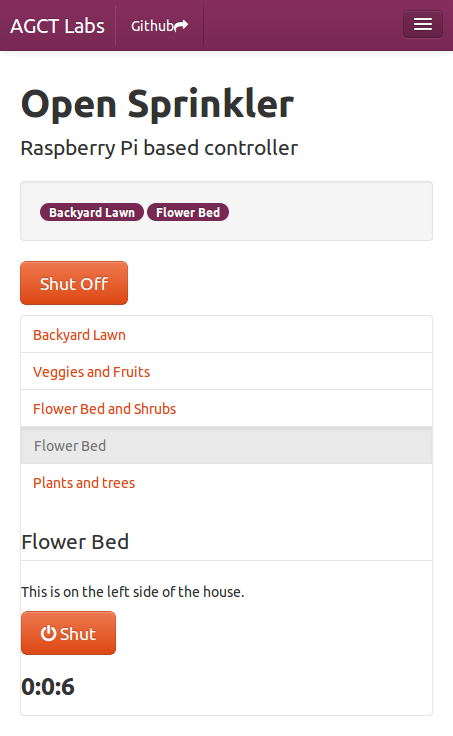 AGCT Labs Github
Open Sprinkler
Raspberry Pi based controller
Backyard Lawn Flower Bed
Shut Off
Backyard Lawn
Veggies and Fruits
Flower Bed and Shrubs
Flower Bed
Plants and trees
Flower Bed
This is on the left side of the house.
Shut
0:0:6